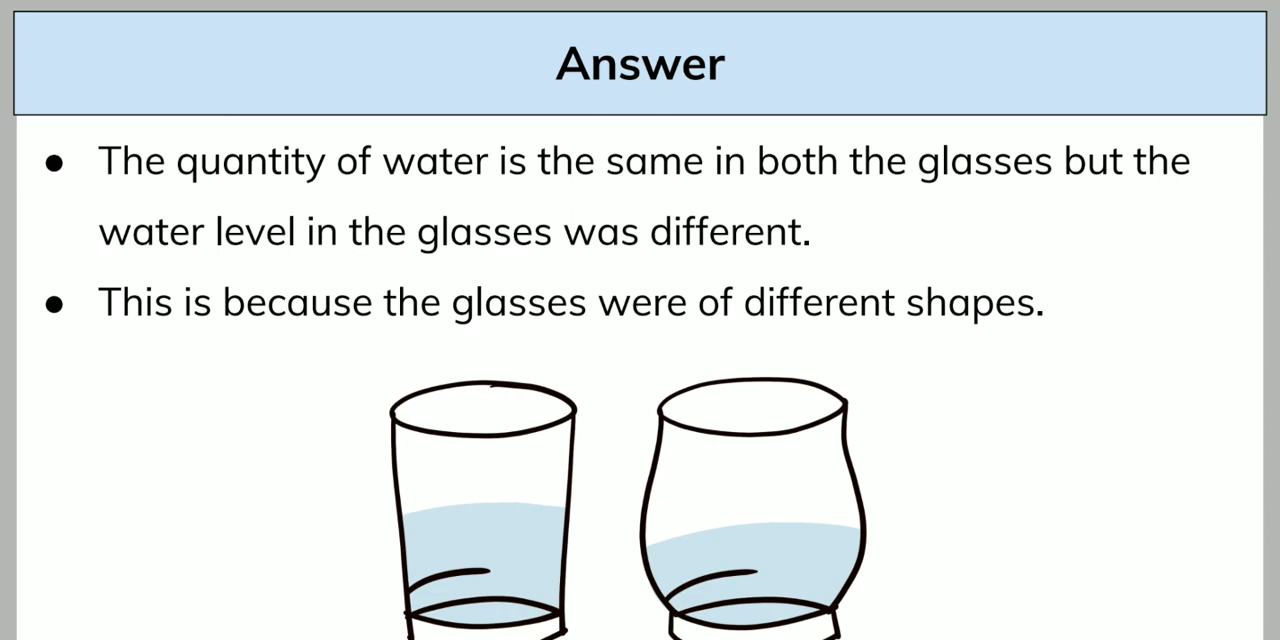 Answer
● The quantity of water is the same in both the glasses but the
water level in the glasses was different.
● This is because the glasses were of different shapes.